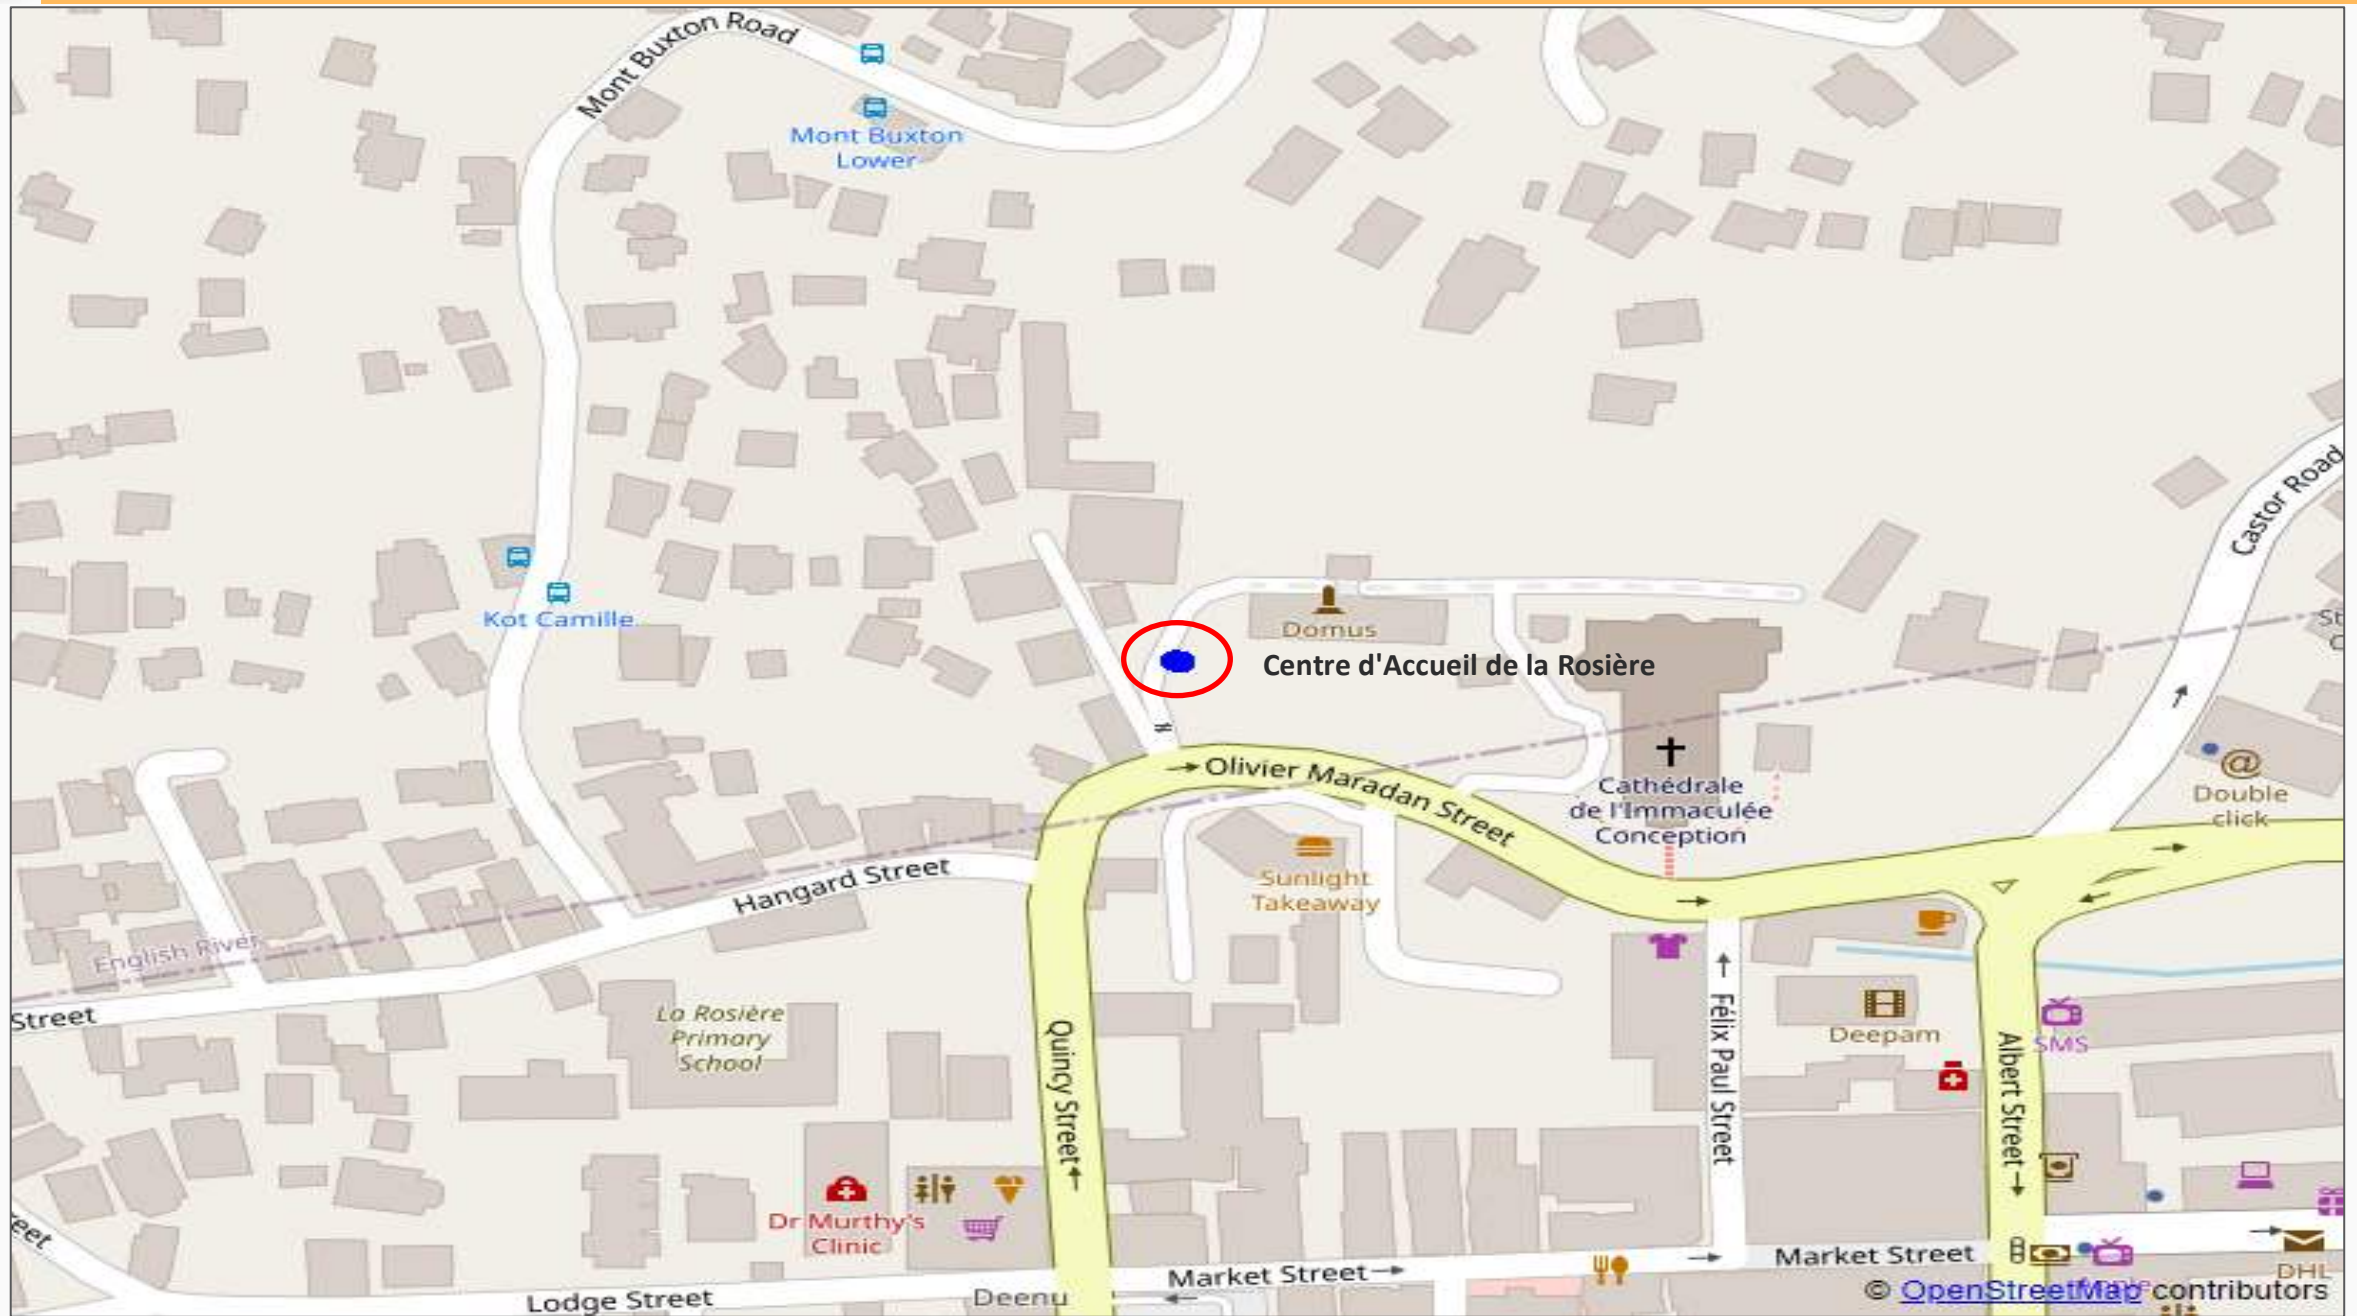 Mont Buxton Road
Mont Buxton
Lower
Castor Road
Kot Camille
Domus
Centre d'Accueil de la Rosière
Olivier Maradan Street
Cathédrale
de l'Immaculée
Conception
Double
click
Hangard Street
Sunlight
Takeaway
English River
Street
La Rosière
Primary
School
Quincy Street
Félix Paul Street
Deepam
SMS
Albert Street
Dr Murthy's
Clinic
Market Street
Market Street
DHL
Lodge Street
Deenu
© OpenStreetMap contributors